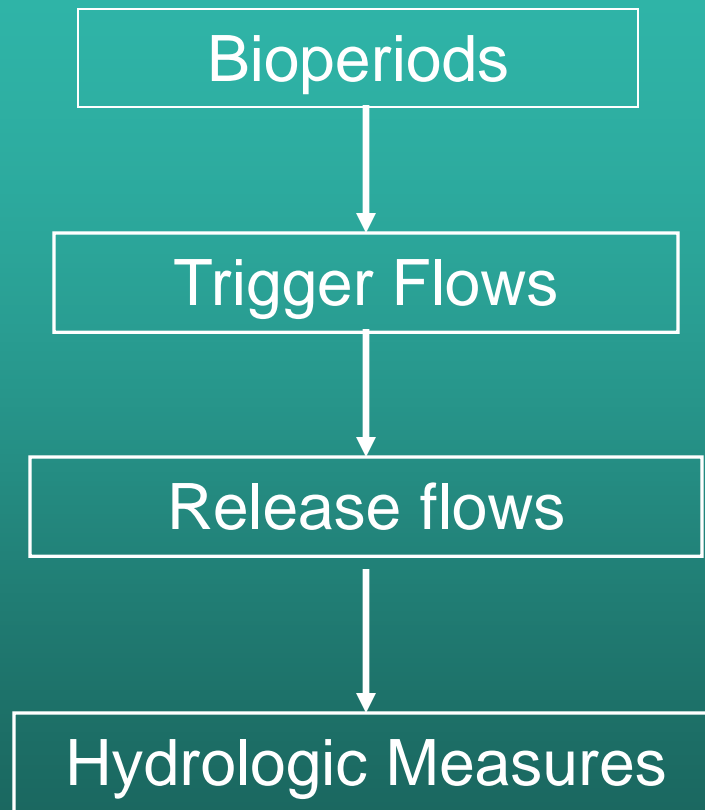 Bioperiods
Trigger Flows
Release flows
Hydrologic Measures